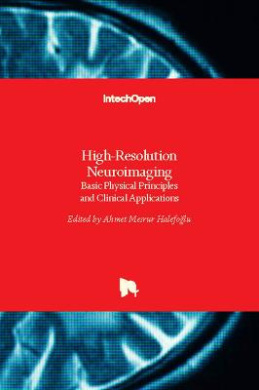 IntechOpen
High-Resolution
Neuroimaging
Basic Physical Principles
and Clinical Applications
Edited by Ahmet Mesrur Halefoğlu